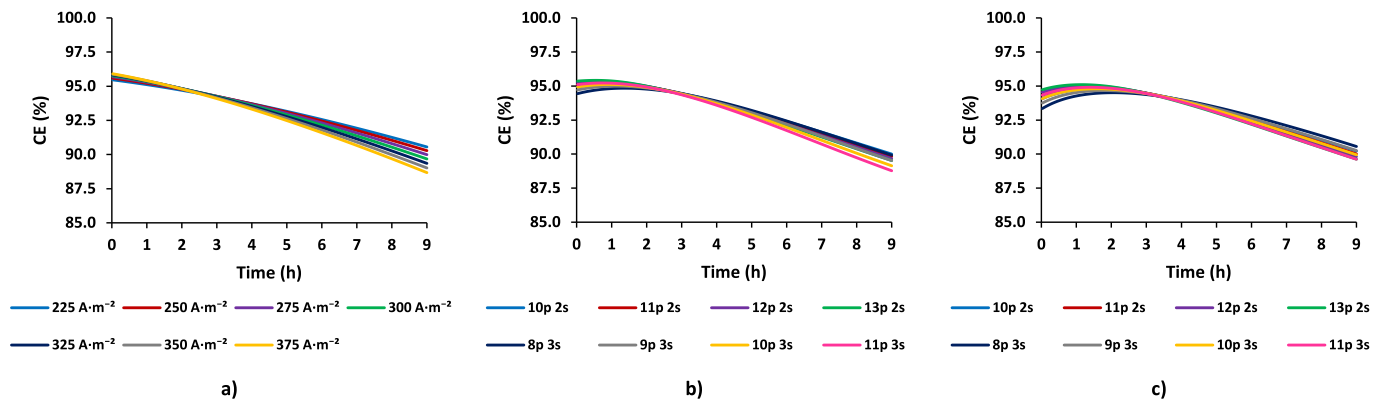 100.0
97.5
95.0
92.5
90.0
87.5
85.0
CE (%)
0 1 2 3 4 5 6 7 8 9
Time (h)
225 A·m⁻² 250 A·m⁻² 275 A·m⁻² 300 A·m⁻²
325 A·m⁻² 350 A·m⁻² 375 A·m⁻²
a)
100.0
97.5
95.0
92.5
90.0
87.5
85.0
CE (%)
0 1 2 3 4 5 6 7 8 9
Time (h)
10p 2s 11p 2s 12p 2s 13p 2s
8p 3s 9p 3s 10p 3s 11p 3s
b)
100.0
97.5
95.0
92.5
90.0
87.5
85.0
CE (%)
0 1 2 3 4 5 6 7 8 9
Time (h)
10p 2s 11p 2s 12p 2s 13p 2s
8p 3s 9p 3s 10p 3s 11p 3s
c)